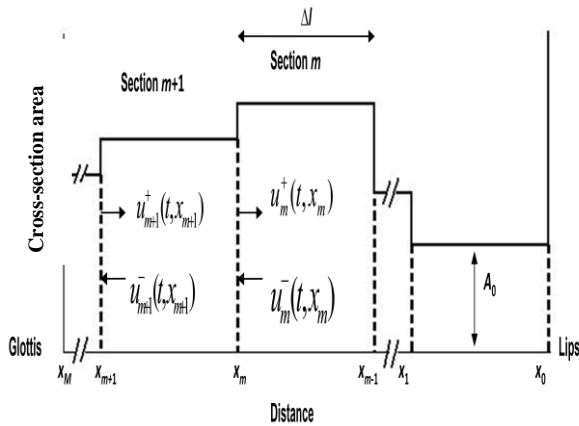 Δl
Section m
Section m+1
Cross-section area
u⁺ₘ₊₁(t,xₘ₊₁)
u⁺ₘ(t,xₘ)
u⁻ₘ₊₁(t,xₘ₊₁)
u⁻ₘ(t,xₘ)
A₀
Glottis
Lips
x_M
xₘ₊₁
xₘ
xₘ₋₁
x₁
x₀
Distance